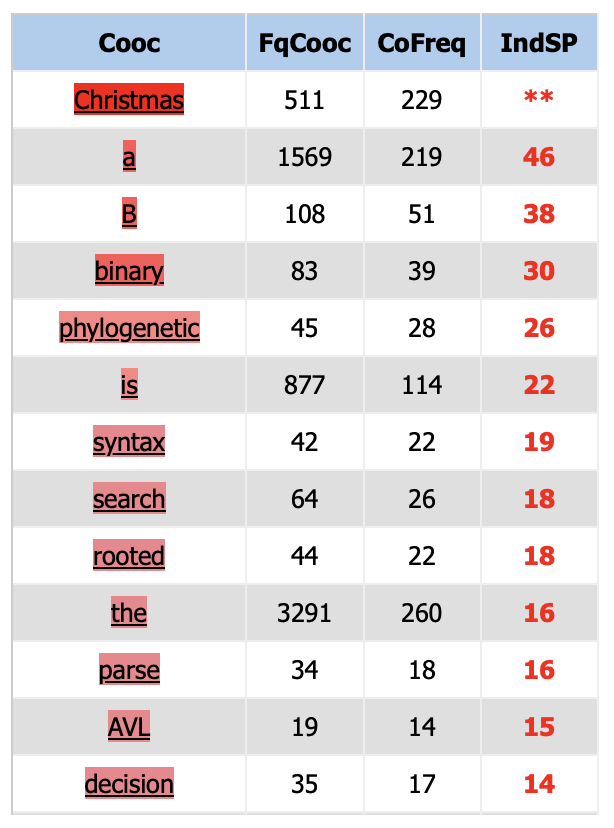 Cooc FqCooc CoFreq IndSP
Christmas 511 229 **
a 1569 219 46
B 108 51 38
binary 83 39 30
phylogenetic 45 28 26
is 877 114 22
syntax 42 22 19
search 64 26 18
rooted 44 22 18
the 3291 260 16
parse 34 18 16
AVL 19 14 15
decision 35 17 14